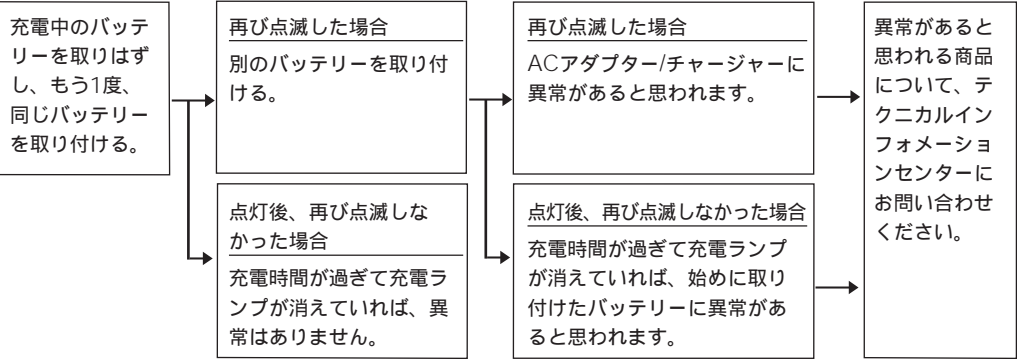 充電中のバッテ
リーを取りはず
し、もう1度、
同じバッテリー
を取り付ける。
再び点滅した場合
別のバッテリーを取り付
ける。
点灯後、再び点滅しな
かった場合
充電時間が過ぎて充電ラ
ンプが消えていれば、異
常はありません。
再び点滅した場合
ACアダプター/チャージャーに
異常があると思われます。
点灯後、再び点滅しなかった場合
充電時間が過ぎて充電ランプ
が消えていれば、始めに取り
付けたバッテリーに異常があ
ると思われます。
異常があると
思われる商品
について、テ
クニカルイン
フォメーショ
ンセンターに
お問い合わせ
ください。